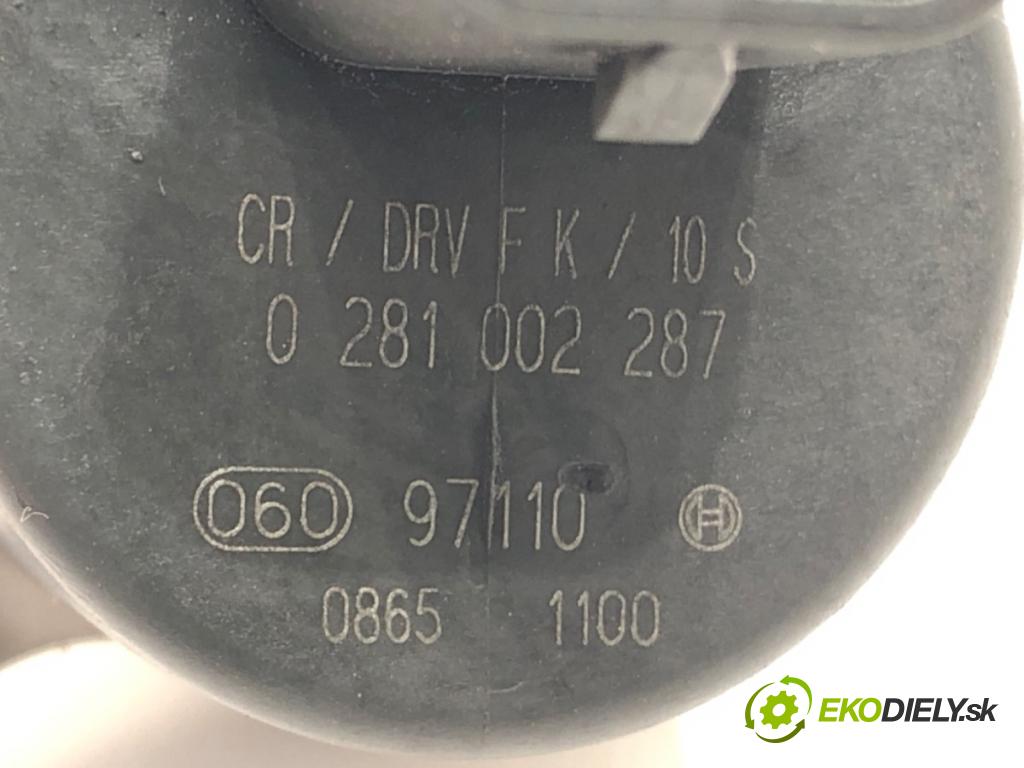 CR / DRV F K / 10 S
0 281 002 287
060 97110 H
0865 1100
EKODIELY.sk